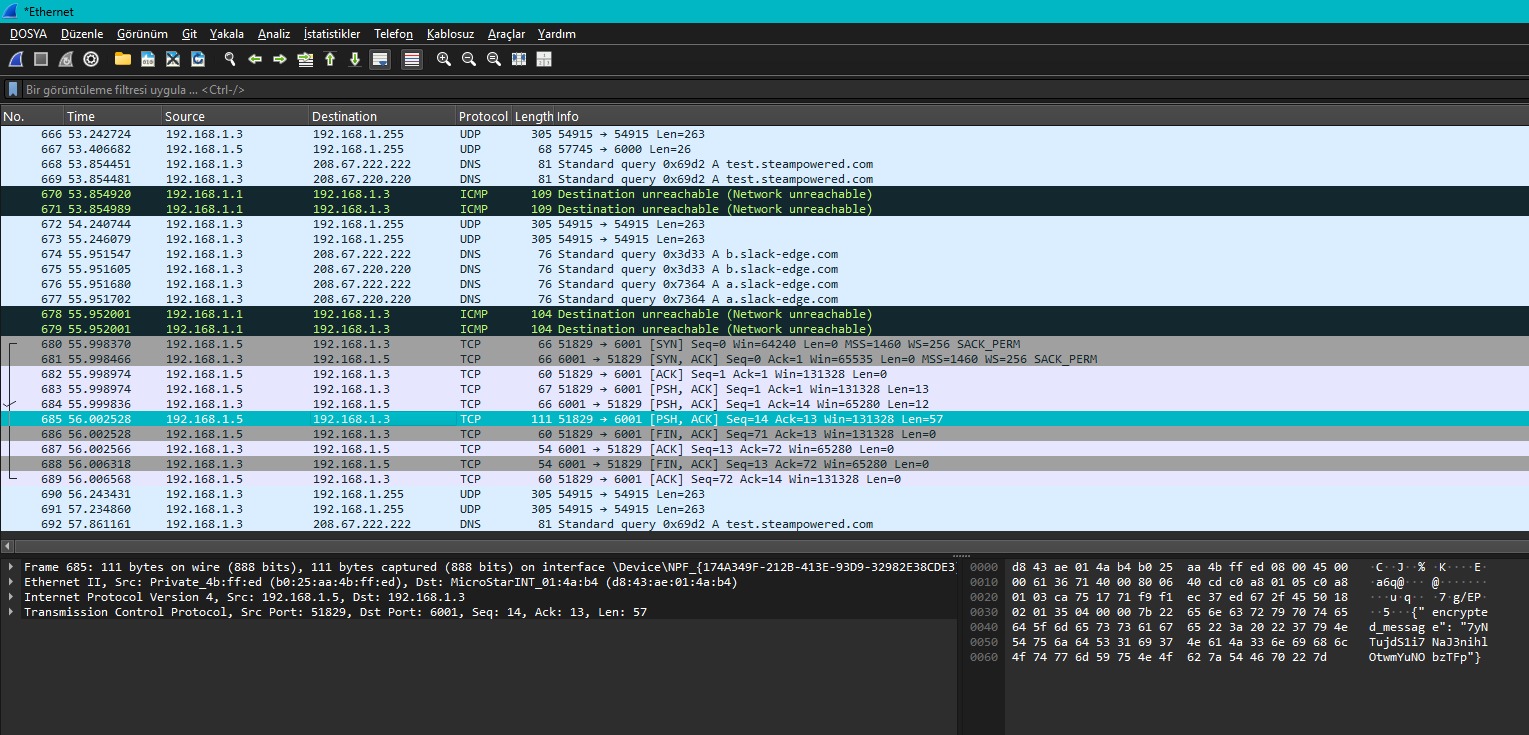 *Ethernet
DOSYA Düzenle Görünüm Git Yakala Analiz İstatistikler Telefon Kablosuz Araçlar Yardım
Bir görüntüleme filtresi uygula ... <Ctrl-/>
No. Time Source Destination Protocol Length Info
666 53.242724 192.168.1.3 192.168.1.255 UDP 305 54915 → 54915 Len=263
667 53.406682 192.168.1.5 192.168.1.255 UDP 68 57745 → 6000 Len=26
668 53.854451 192.168.1.3 208.67.222.222 DNS 81 Standard query 0x69d2 A test.steampowered.com
669 53.854481 192.168.1.3 208.67.220.220 DNS 81 Standard query 0x69d2 A test.steampowered.com
670 53.854920 192.168.1.1 192.168.1.3 ICMP 109 Destination unreachable (Network unreachable)
671 53.854989 192.168.1.1 192.168.1.3 ICMP 109 Destination unreachable (Network unreachable)
672 54.240744 192.168.1.3 192.168.1.255 UDP 305 54915 → 54915 Len=263
673 55.246079 192.168.1.3 192.168.1.255 UDP 305 54915 → 54915 Len=263
674 55.951547 192.168.1.3 208.67.222.222 DNS 76 Standard query 0x3d33 A b.slack-edge.com
675 55.951605 192.168.1.3 208.67.220.220 DNS 76 Standard query 0x3d33 A b.slack-edge.com
676 55.951680 192.168.1.3 208.67.222.222 DNS 76 Standard query 0x7364 A a.slack-edge.com
677 55.951702 192.168.1.3 208.67.220.220 DNS 76 Standard query 0x7364 A a.slack-edge.com
678 55.952001 192.168.1.1 192.168.1.3 ICMP 104 Destination unreachable (Network unreachable)
679 55.952001 192.168.1.1 192.168.1.3 ICMP 104 Destination unreachable (Network unreachable)
680 55.998370 192.168.1.5 192.168.1.3 TCP 66 51829 → 6001 [SYN] Seq=0 Win=64240 Len=0 MSS=1460 WS=256 SACK_PERM
681 55.998466 192.168.1.3 192.168.1.5 TCP 66 6001 → 51829 [SYN, ACK] Seq=0 Ack=1 Win=65535 Len=0 MSS=1460 WS=256 SACK_PERM
682 55.998974 192.168.1.5 192.168.1.3 TCP 60 51829 → 6001 [ACK] Seq=1 Ack=1 Win=131328 Len=0
683 55.998974 192.168.1.5 192.168.1.3 TCP 67 51829 → 6001 [PSH, ACK] Seq=1 Ack=1 Win=131328 Len=13
684 55.999836 192.168.1.3 192.168.1.5 TCP 66 6001 → 51829 [PSH, ACK] Seq=1 Ack=14 Win=65280 Len=12
685 56.002528 192.168.1.5 192.168.1.3 TCP 111 51829 → 6001 [PSH, ACK] Seq=14 Ack=13 Win=131328 Len=57
686 56.002528 192.168.1.5 192.168.1.3 TCP 60 51829 → 6001 [FIN, ACK] Seq=71 Ack=13 Win=131328 Len=0
687 56.002566 192.168.1.3 192.168.1.5 TCP 54 6001 → 51829 [ACK] Seq=13 Ack=72 Win=65280 Len=0
688 56.006318 192.168.1.3 192.168.1.5 TCP 54 6001 → 51829 [FIN, ACK] Seq=13 Ack=72 Win=65280 Len=0
689 56.006568 192.168.1.5 192.168.1.3 TCP 60 51829 → 6001 [ACK] Seq=72 Ack=14 Win=131328 Len=0
690 56.243431 192.168.1.3 192.168.1.255 UDP 305 54915 → 54915 Len=263
691 57.234860 192.168.1.3 192.168.1.255 UDP 305 54915 → 54915 Len=263
692 57.861161 192.168.1.3 208.67.222.222 DNS 81 Standard query 0x69d2 A test.steampowered.com
Frame 685: 111 bytes on wire (888 bits), 111 bytes captured (888 bits) on interface \Device\NPF_{174A349F-212B-413E-93D9-32982E38CDE3}
Ethernet II, Src: Private_4b:ff:ed (b0:25:aa:4b:ff:ed), Dst: MicroStarINT_01:4a:b4 (d8:43:ae:01:4a:b4)
Internet Protocol Version 4, Src: 192.168.1.5, Dst: 192.168.1.3
Transmission Control Protocol, Src Port: 51829, Dst Port: 6001, Seq: 14, Ack: 13, Len: 57
0000 d8 43 ae 01 4a b4 b0 25 aa 4b ff ed 08 00 45 00 ·C··J··% ·K····E·
0010 00 61 36 71 40 00 80 06 40 cd c0 a8 01 05 c0 a8 ·a6q@··· @·······
0020 01 03 ca 75 17 71 f9 f1 ec 37 ed 67 2f 45 50 18 ···u·q·· ·7·g/EP·
0030 02 01 35 04 00 00 7b 22 65 6e 63 72 79 70 74 65 ··5···{" encrypte
0040 64 5f 6d 65 73 73 61 67 65 22 3a 20 22 37 79 4e d_messag e": "7yN
0050 54 75 6a 64 53 31 69 37 4e 61 4a 33 6e 69 68 6c TujdS1i7 NaJ3nihl
0060 4f 74 77 6d 59 75 4e 4f 62 7a 54 46 70 22 7d OtwmYuNO bzTFp"}